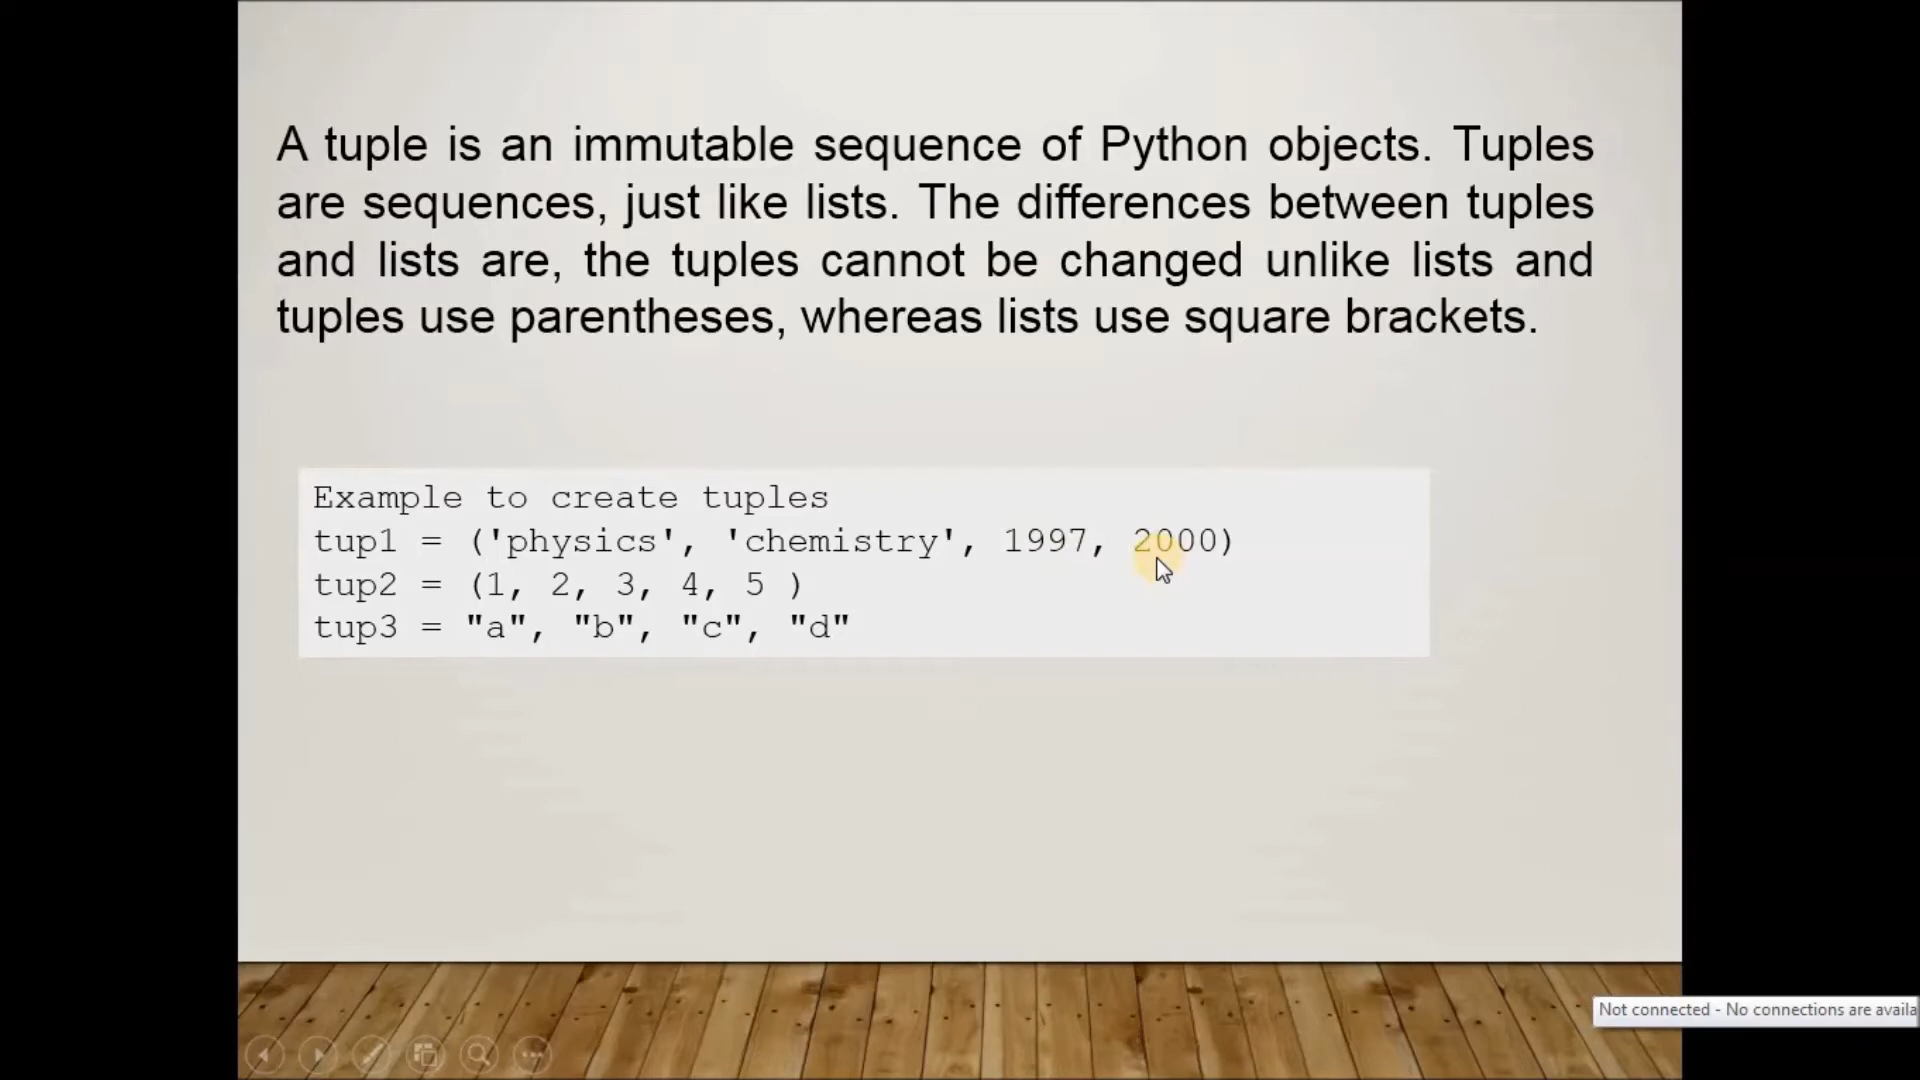 A tuple is an immutable sequence of Python objects. Tuples
are sequences, just like lists. The differences between tuples
and lists are, the tuples cannot be changed unlike lists and
tuples use parentheses, whereas lists use square brackets.
Example to create tuples
tup1 = ('physics', 'chemistry', 1997, 2000)
tup2 = (1, 2, 3, 4, 5 )
tup3 = "a", "b", "c", "d"
Not connected - No connections are availa